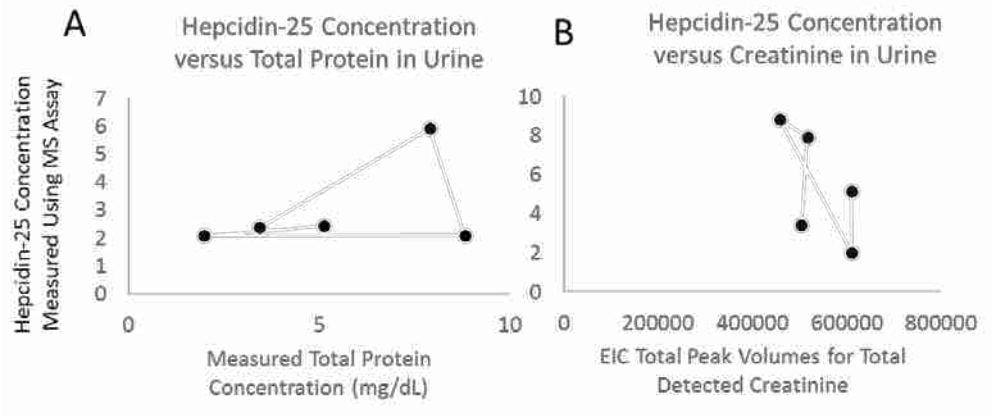 A
Hepcidin-25 Concentration
versus Total Protein in Urine
Hepcidin-25 Concentration
Measured Using MS Assay
7
6
5
4
3
2
1
0
0 5 10
Measured Total Protein
Concentration (mg/dL)
B
Hepcidin-25 Concentration
versus Creatinine in Urine
10
8
6
4
2
0
0 200000 400000 600000 800000
EIC Total Peak Volumes for Total
Detected Creatinine